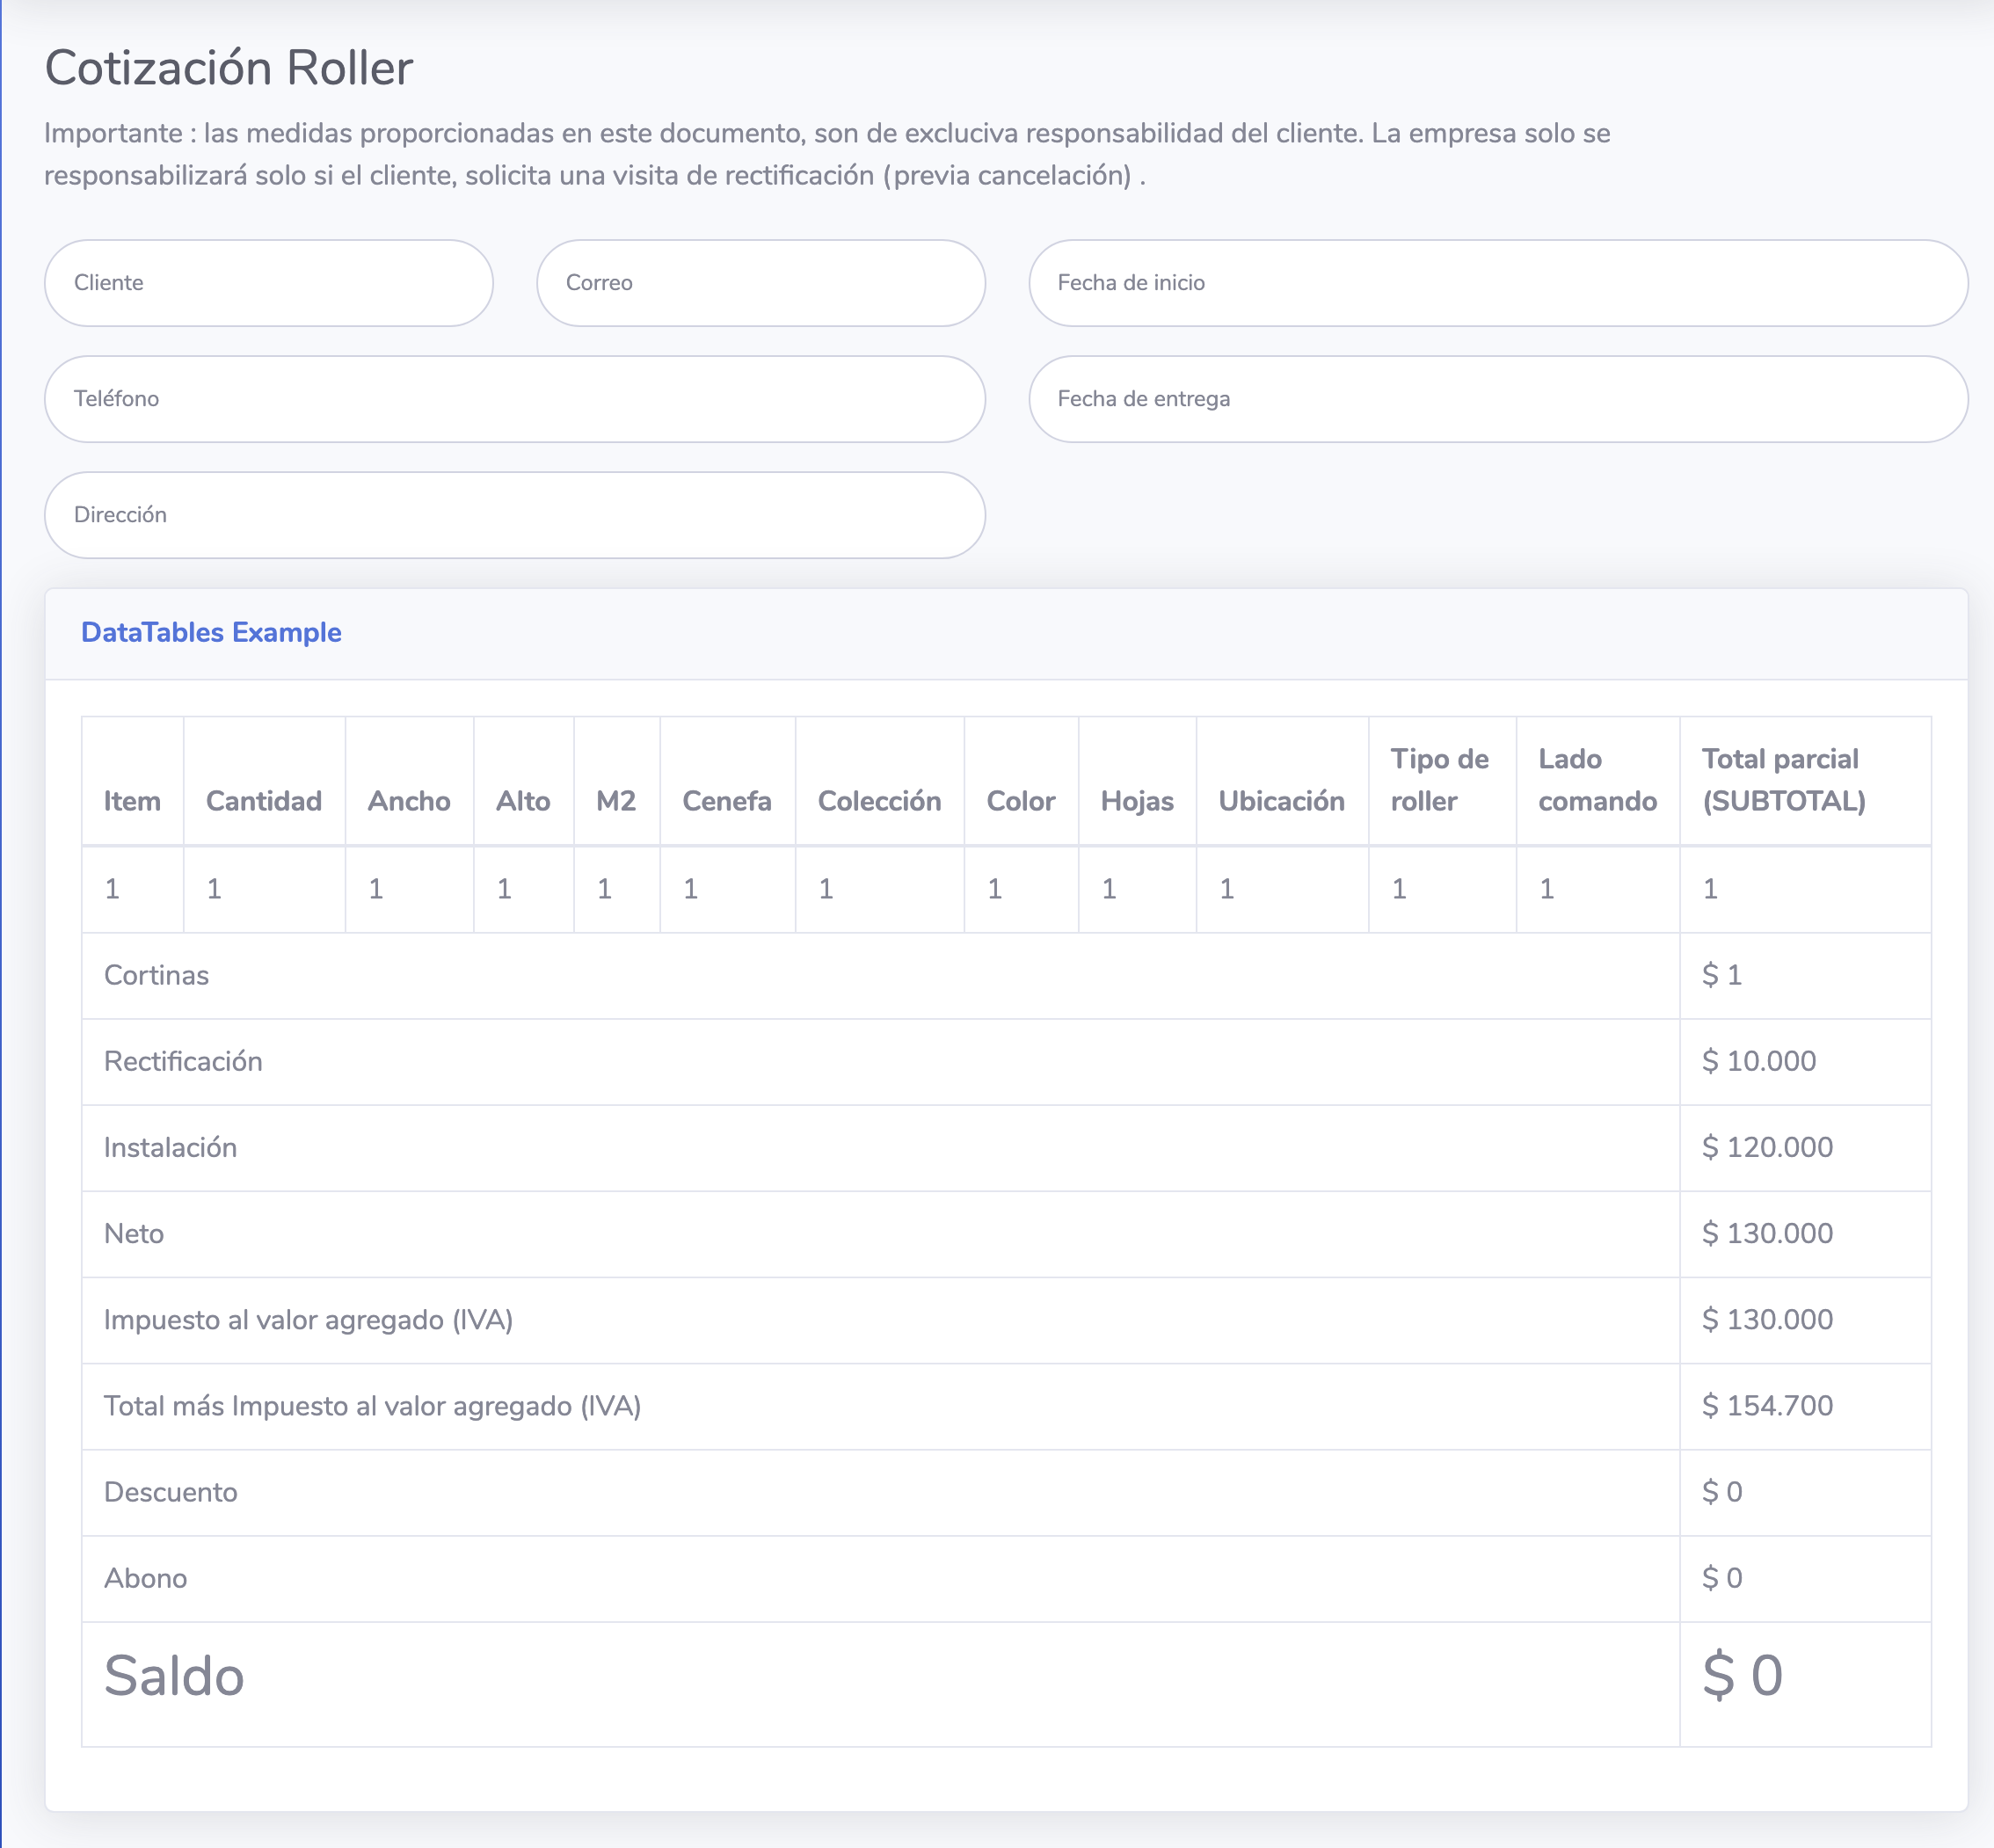 Cotización Roller
Importante : las medidas proporcionadas en este documento, son de excluciva responsabilidad del cliente. La empresa solo se
responsabilizará solo si el cliente, solicita una visita de rectificación (previa cancelación) .
Cliente
Correo
Fecha de inicio
Teléfono
Fecha de entrega
Dirección
DataTables Example
Item Cantidad Ancho Alto M2 Cenefa Colección Color Hojas Ubicación Tipo de roller Lado comando Total parcial (SUBTOTAL)
1 1 1 1 1 1 1 1 1 1 1 1 1
Cortinas $ 1
Rectificación $ 10.000
Instalación $ 120.000
Neto $ 130.000
Impuesto al valor agregado (IVA) $ 130.000
Total más Impuesto al valor agregado (IVA) $ 154.700
Descuento $ 0
Abono $ 0
Saldo $ 0